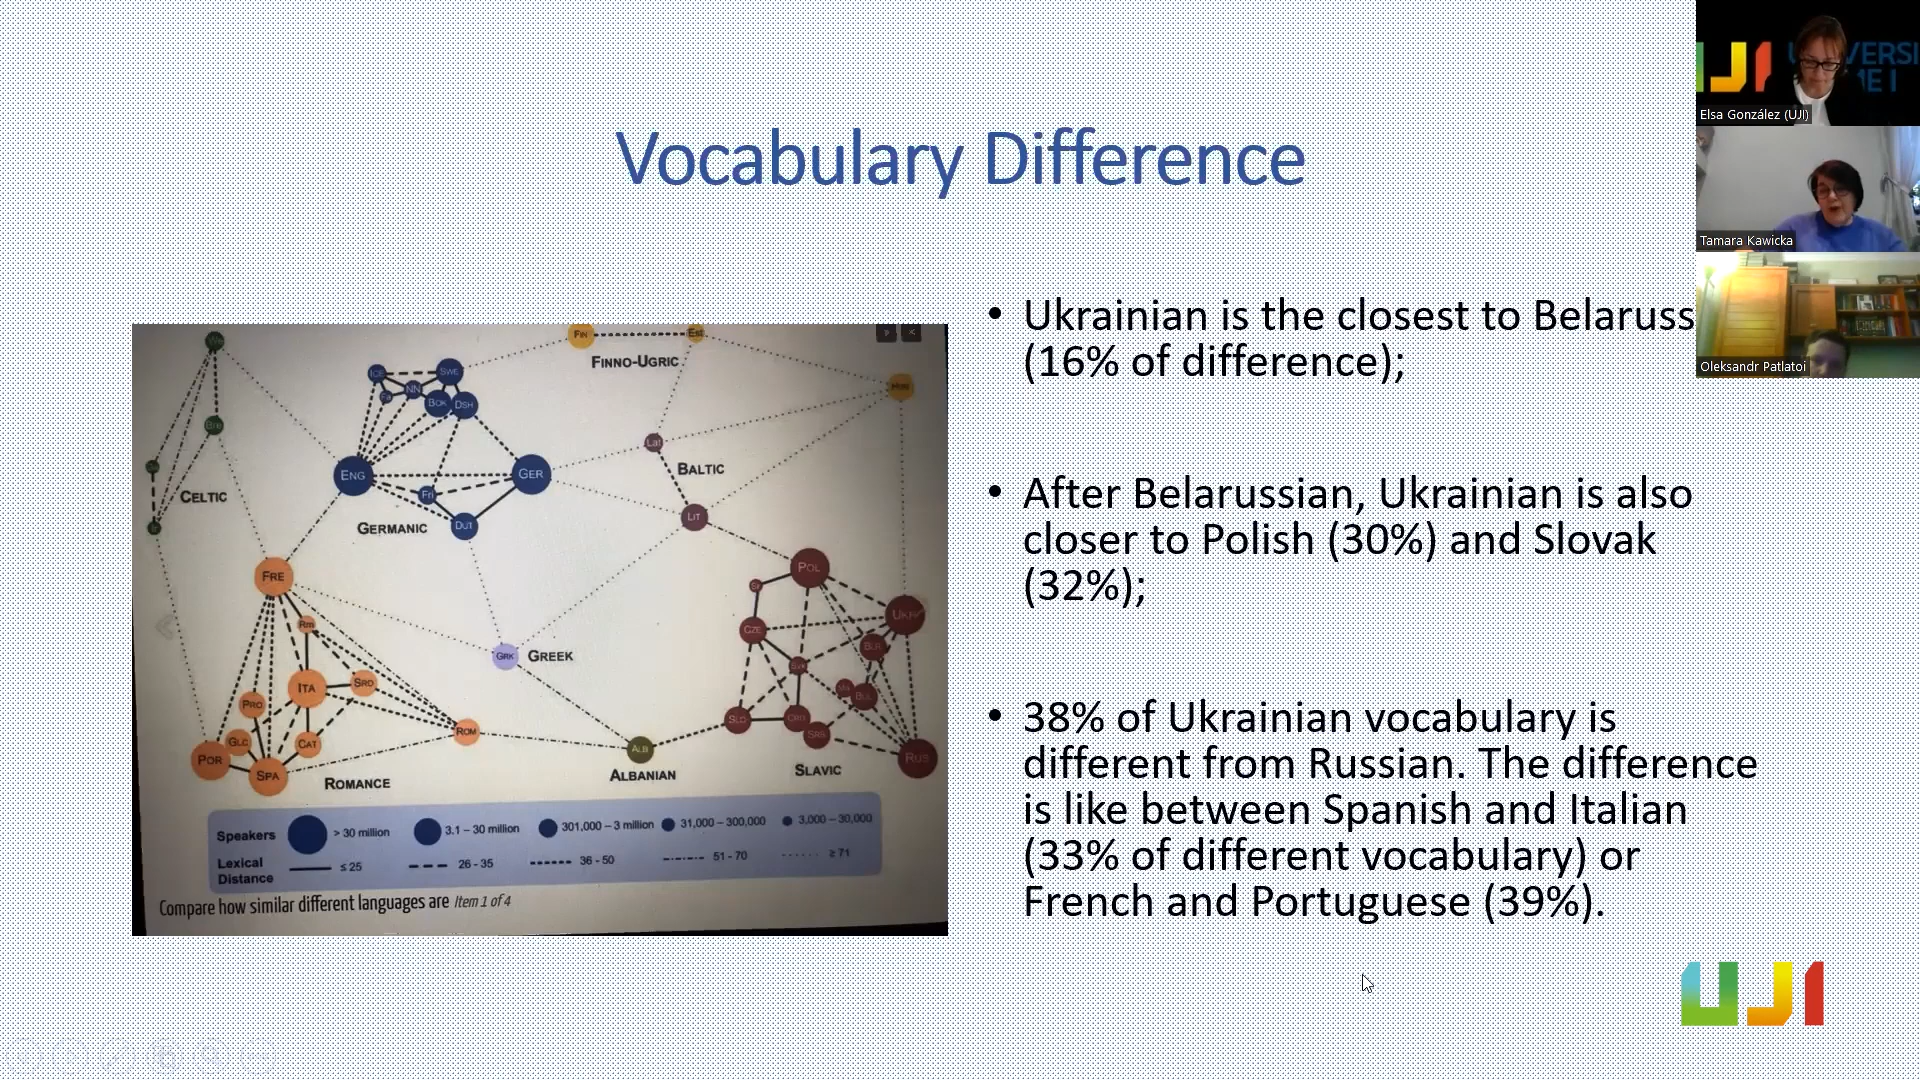 Vocabulary Difference
• Ukrainian is the closest to Belaruss
(16% of difference);
• After Belarussian, Ukrainian is also
closer to Polish (30%) and Slovak
(32%);
• 38% of Ukrainian vocabulary is
different from Russian. The difference
is like between Spanish and Italian
(33% of different vocabulary) or
French and Portuguese (39%).
FIN
EST
FINNO-UGRIC
ICE
SWE
NN
FA
BOK
DSH
BRE
LAT
BALTIC
ENG
GER
FRI
CELTIC
GERMANIC
DUT
LIT
FRE
POL
RM
UKR
CZE
BLR
GRK
GREEK
ITA
SRD
PRO
BUL
SLO
CRO
SRB
ROM
GLC
CAT
ALB
POR
SPA
RUS
ROMANCE
ALBANIAN
SLAVIC
Speakers
> 30 million
3.1 – 30 million
301,000 – 3 million
31,000 – 300,000
3,000 – 30,000
Lexical
Distance
≤ 25
26 - 35
36 - 50
51 - 70
≥ 71
Compare how similar different languages are Item 1 of 4
UJI
Elsa González (UJI)
Tamara Kawicka
Oleksandr Patlatoi
UJI